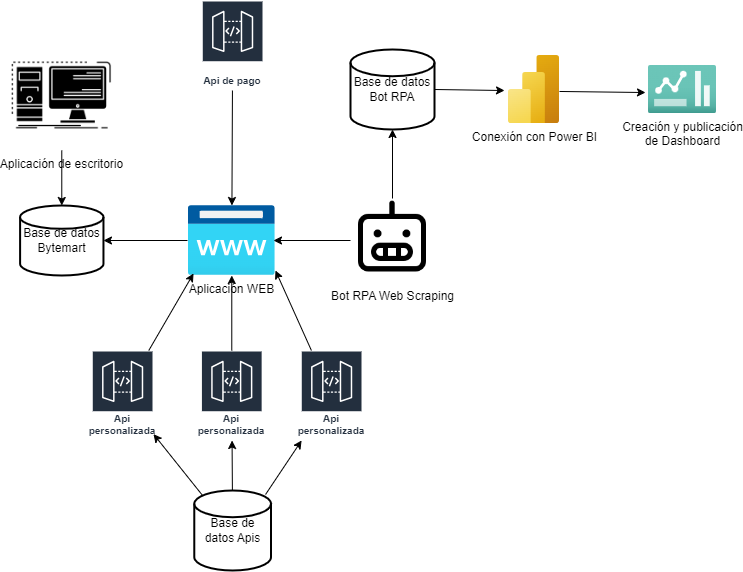 Api de pago
Base de datos
Bot RPA
Conexión con Power BI
Creación y publicación
de Dashboard
Aplicación de escritorio
Base de datos
Bytemart
WWW
Aplicación WEB
Bot RPA Web Scraping
</>
</>
</>
Api
personalizada
Api
personalizada
Api
personalizada
Base de
datos Apis